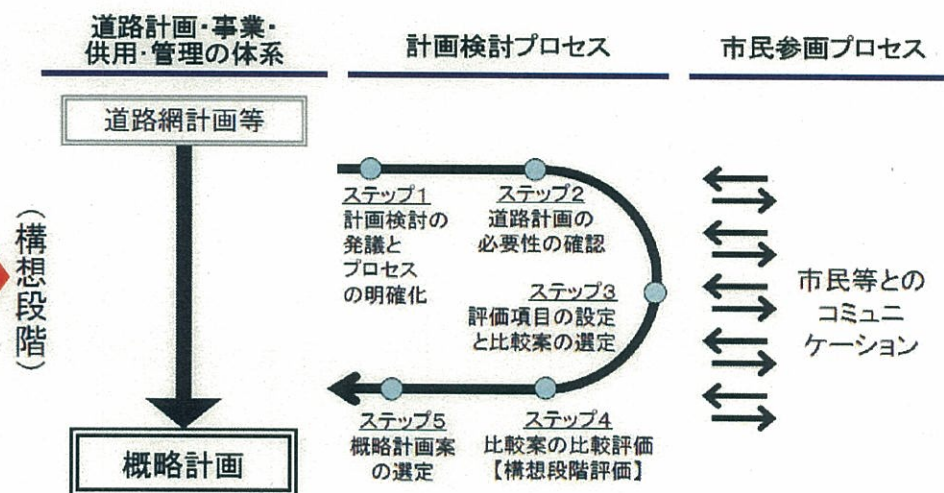 道路計画・事業・
供用・管理の体系
計画検討プロセス
市民参画プロセス
道路網計画等
(構想段階)
ステップ1
計画検討の
発議と
プロセス
の明確化
ステップ2
道路計画の
必要性の確認
ステップ3
評価項目の設定
と比較案の選定
ステップ4
比較案の比較評価
【構想段階評価】
ステップ5
概略計画案
の選定
概略計画
市民等との
コミュニ
ケーション